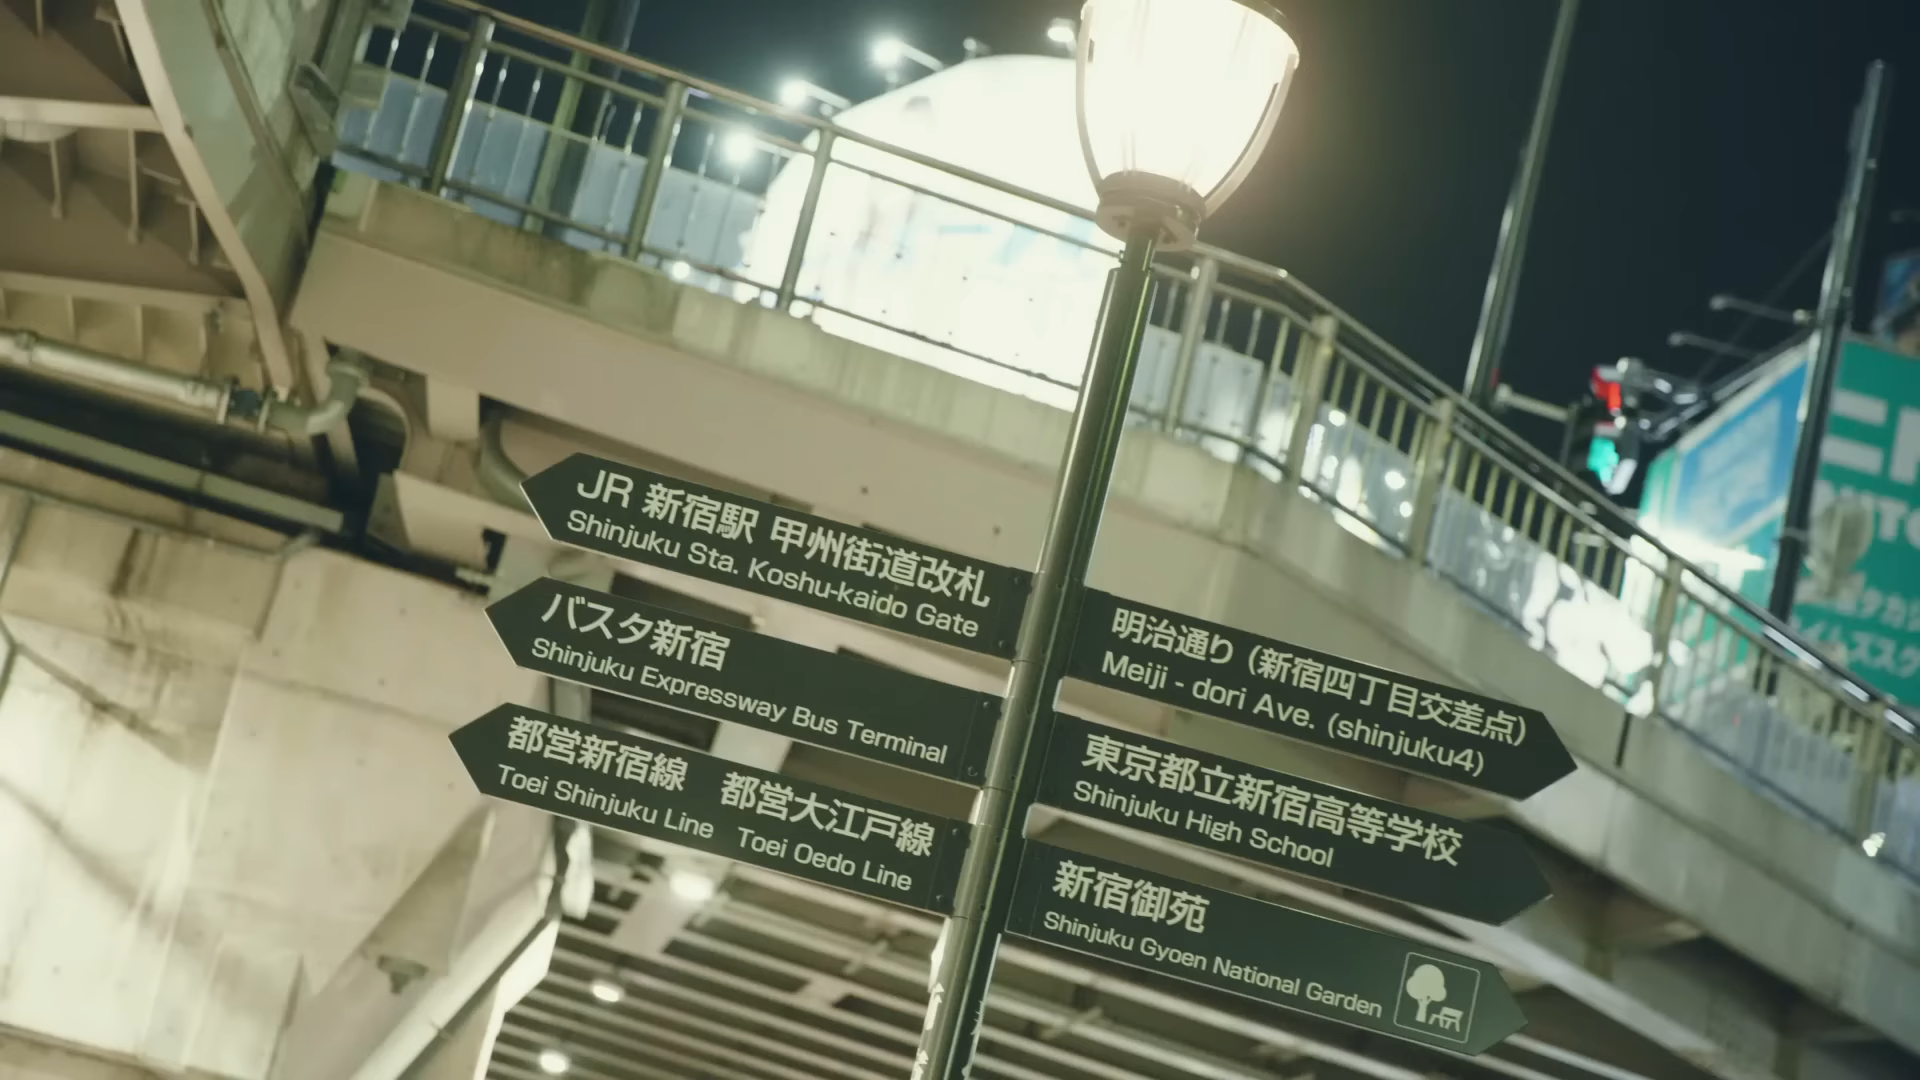 JR 新宿駅 甲州街道改札
Shinjuku Sta. Koshu-kaido Gate
バスタ新宿
Shinjuku Expressway Bus Terminal
都営新宿線 都営大江戸線
Toei Shinjuku Line Toei Oedo Line
明治通り (新宿四丁目交差点)
Meiji - dori Ave. (shinjuku4)
東京都立新宿高等学校
Shinjuku High School
新宿御苑
Shinjuku Gyoen National Garden